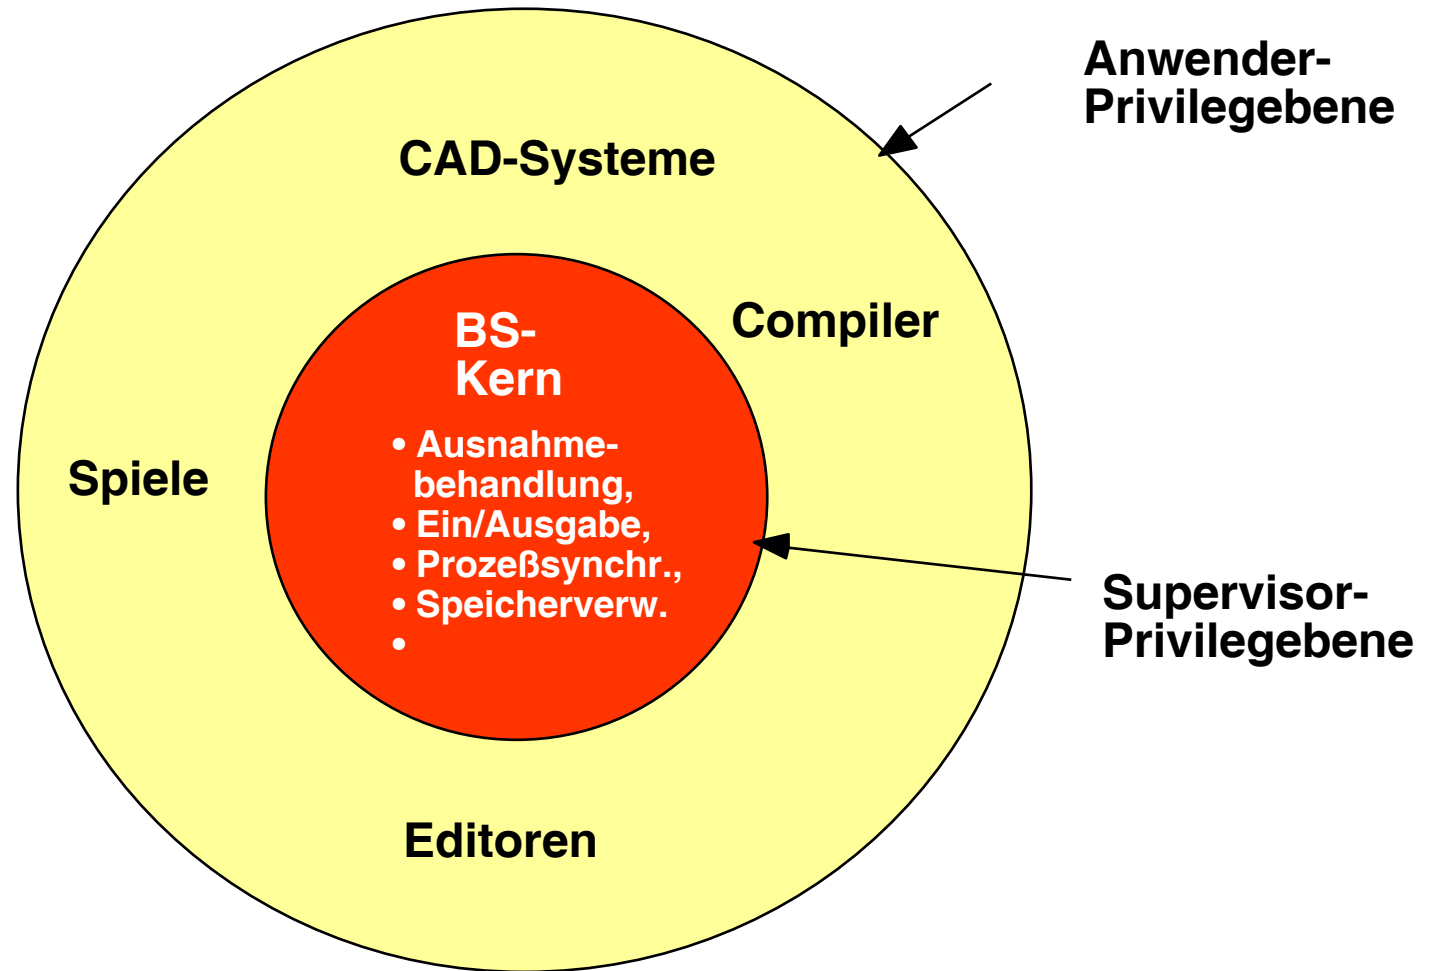 Anwender-
Privilegebene
CAD-Systeme
Compiler
BS-
Kern
• Ausnahme-
behandlung,
• Ein/Ausgabe,
• Prozeßsynchr.,
• Speicherverw.
•
Spiele
Supervisor-
Privilegebene
Editoren